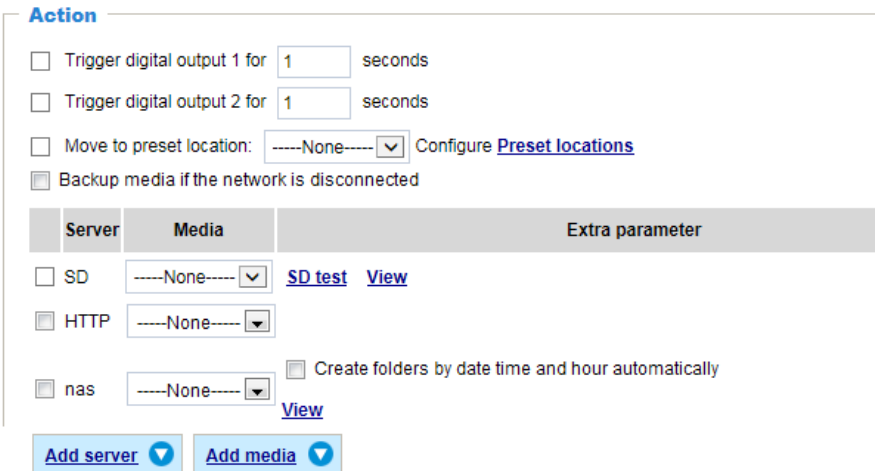 Action
Trigger digital output 1 for 1 seconds
Trigger digital output 2 for 1 seconds
Move to preset location: -----None----- Configure Preset locations
Backup media if the network is disconnected
Server Media Extra parameter
SD -----None----- SD test View
HTTP -----None-----
Create folders by date time and hour automatically
nas -----None-----
View
Add server Add media